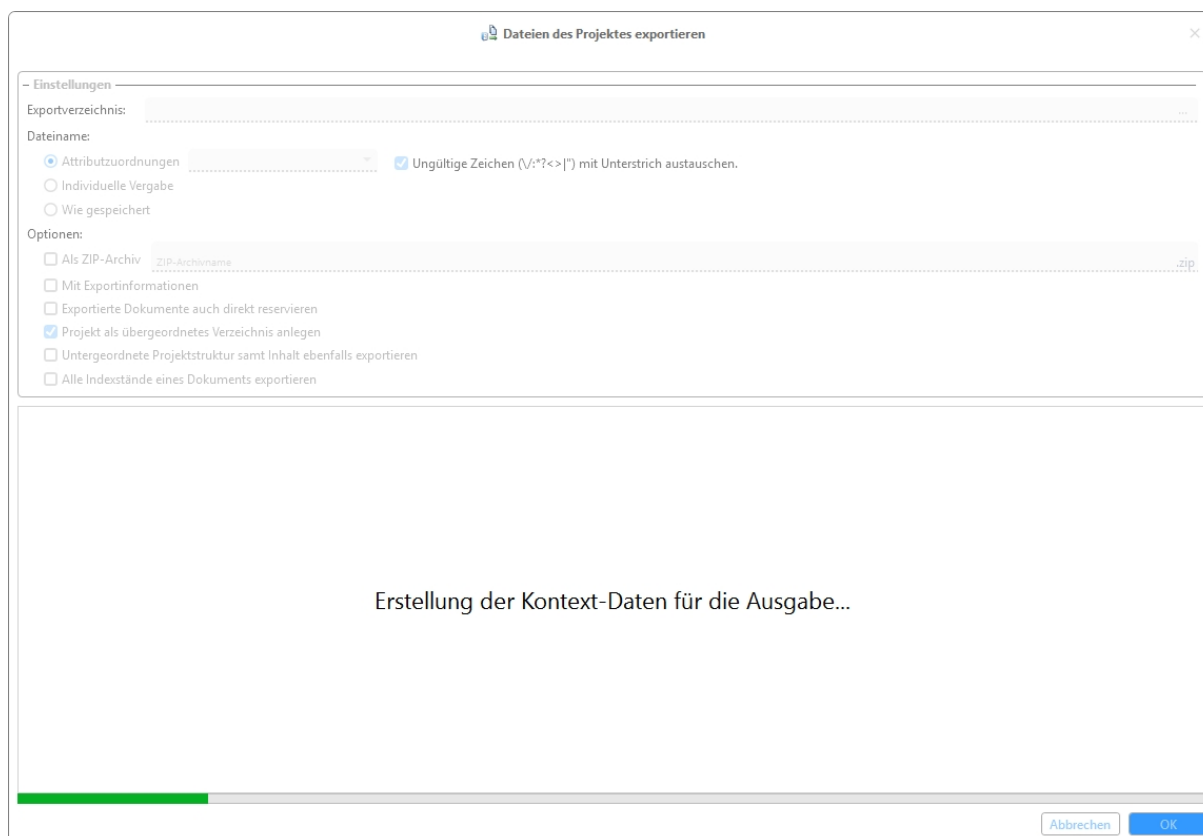 Dateien des Projektes exportieren
Einstellungen
Exportverzeichnis: ...
Dateiname:
Attributzuordnungen
Ungültige Zeichen (\/:*?<>|") mit Unterstrich austauschen.
Individuelle Vergabe
Wie gespeichert
Optionen:
Als ZIP-Archiv ZIP-Archivname .zip
Mit Exportinformationen
Exportierte Dokumente auch direkt reservieren
Projekt als übergeordnetes Verzeichnis anlegen
Untergeordnete Projektstruktur samt Inhalt ebenfalls exportieren
Alle Indexstände eines Dokuments exportieren
Erstellung der Kontext-Daten für die Ausgabe...
Abbrechen OK